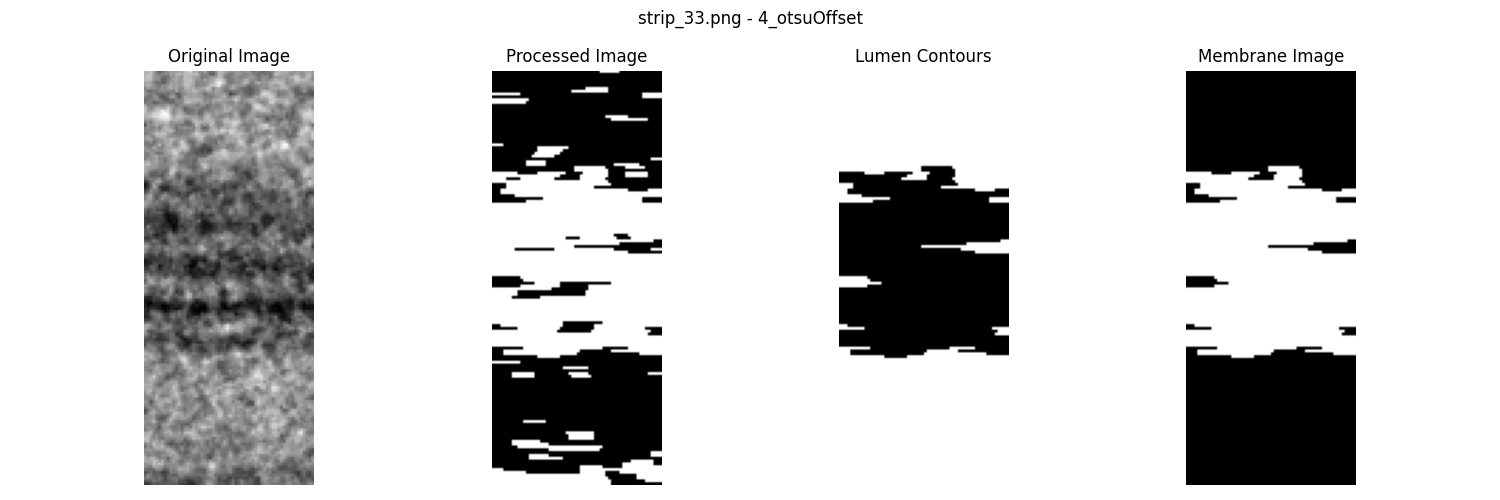 strip_33.png - 4_otsuOffset
Original Image
Processed Image
Lumen Contours
Membrane Image